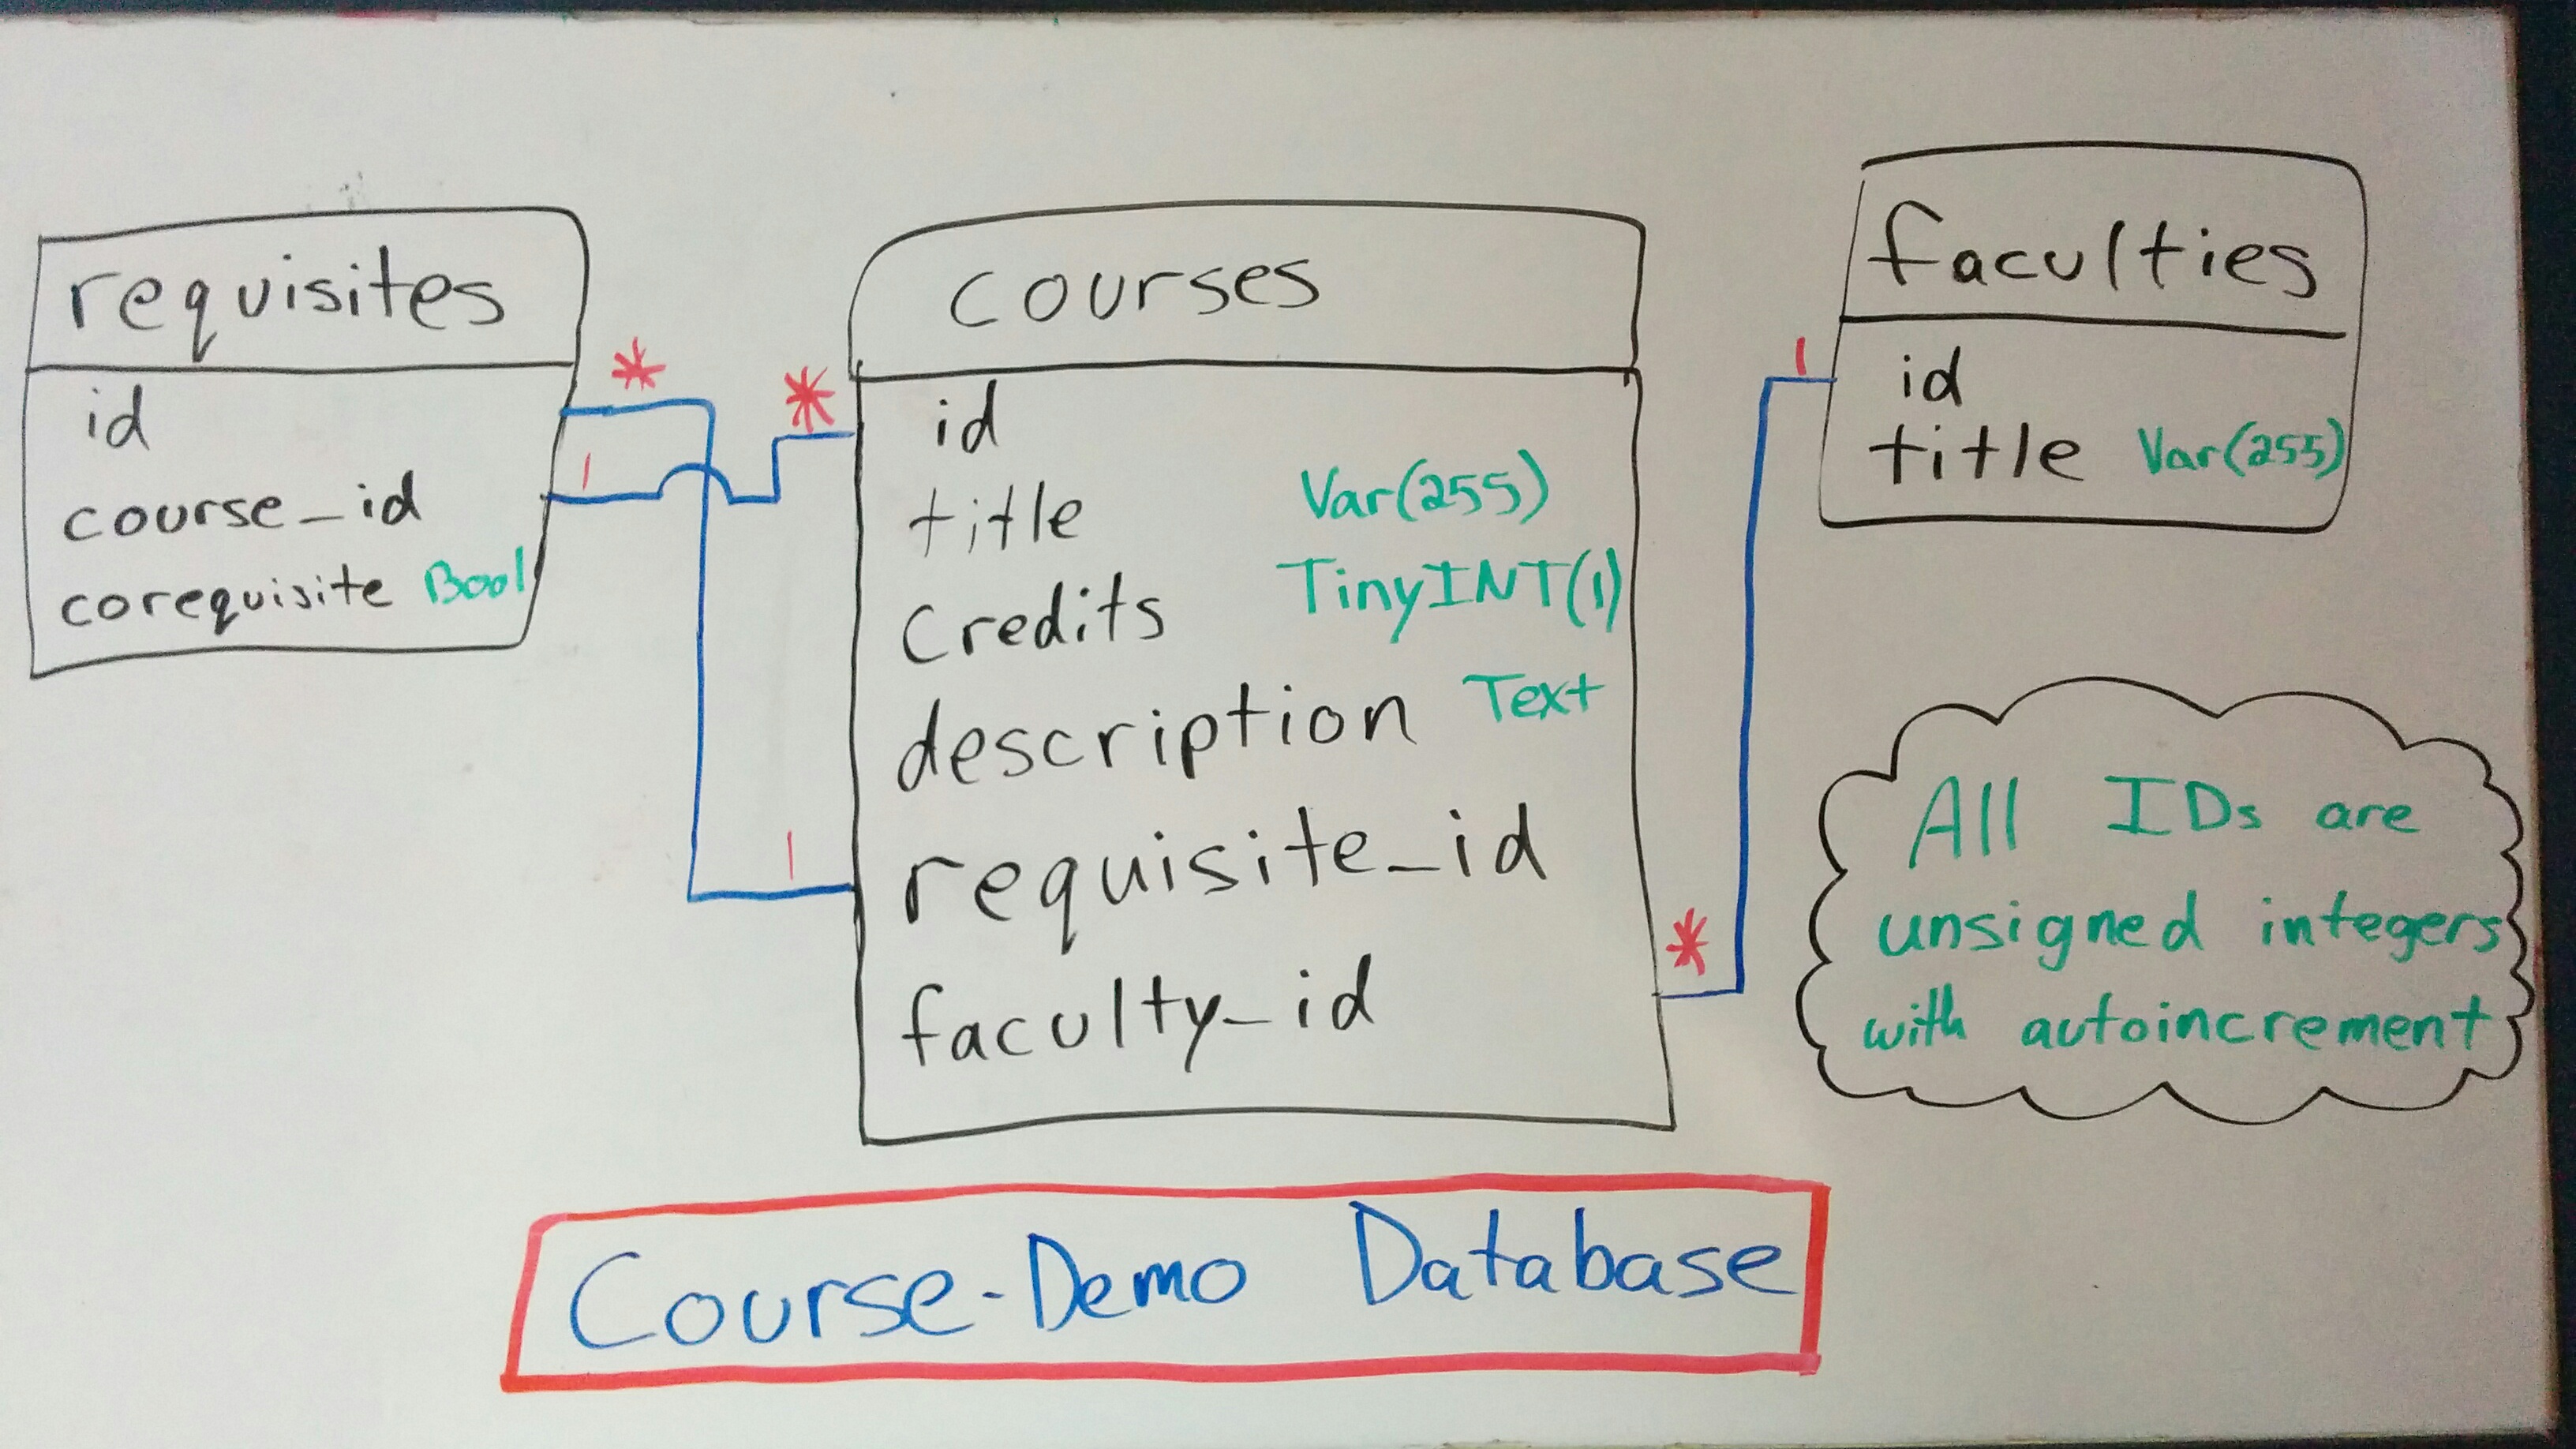 requisites
id
course_id
corequisite Bool
*
1
*
1
courses
id
title Var(255)
Credits TinyINT(1)
description Text
requisite_id
faculty_id
*
1
faculties
id
title Var(255)
All IDs are
unsigned integers
with autoincrement
Course-Demo Database